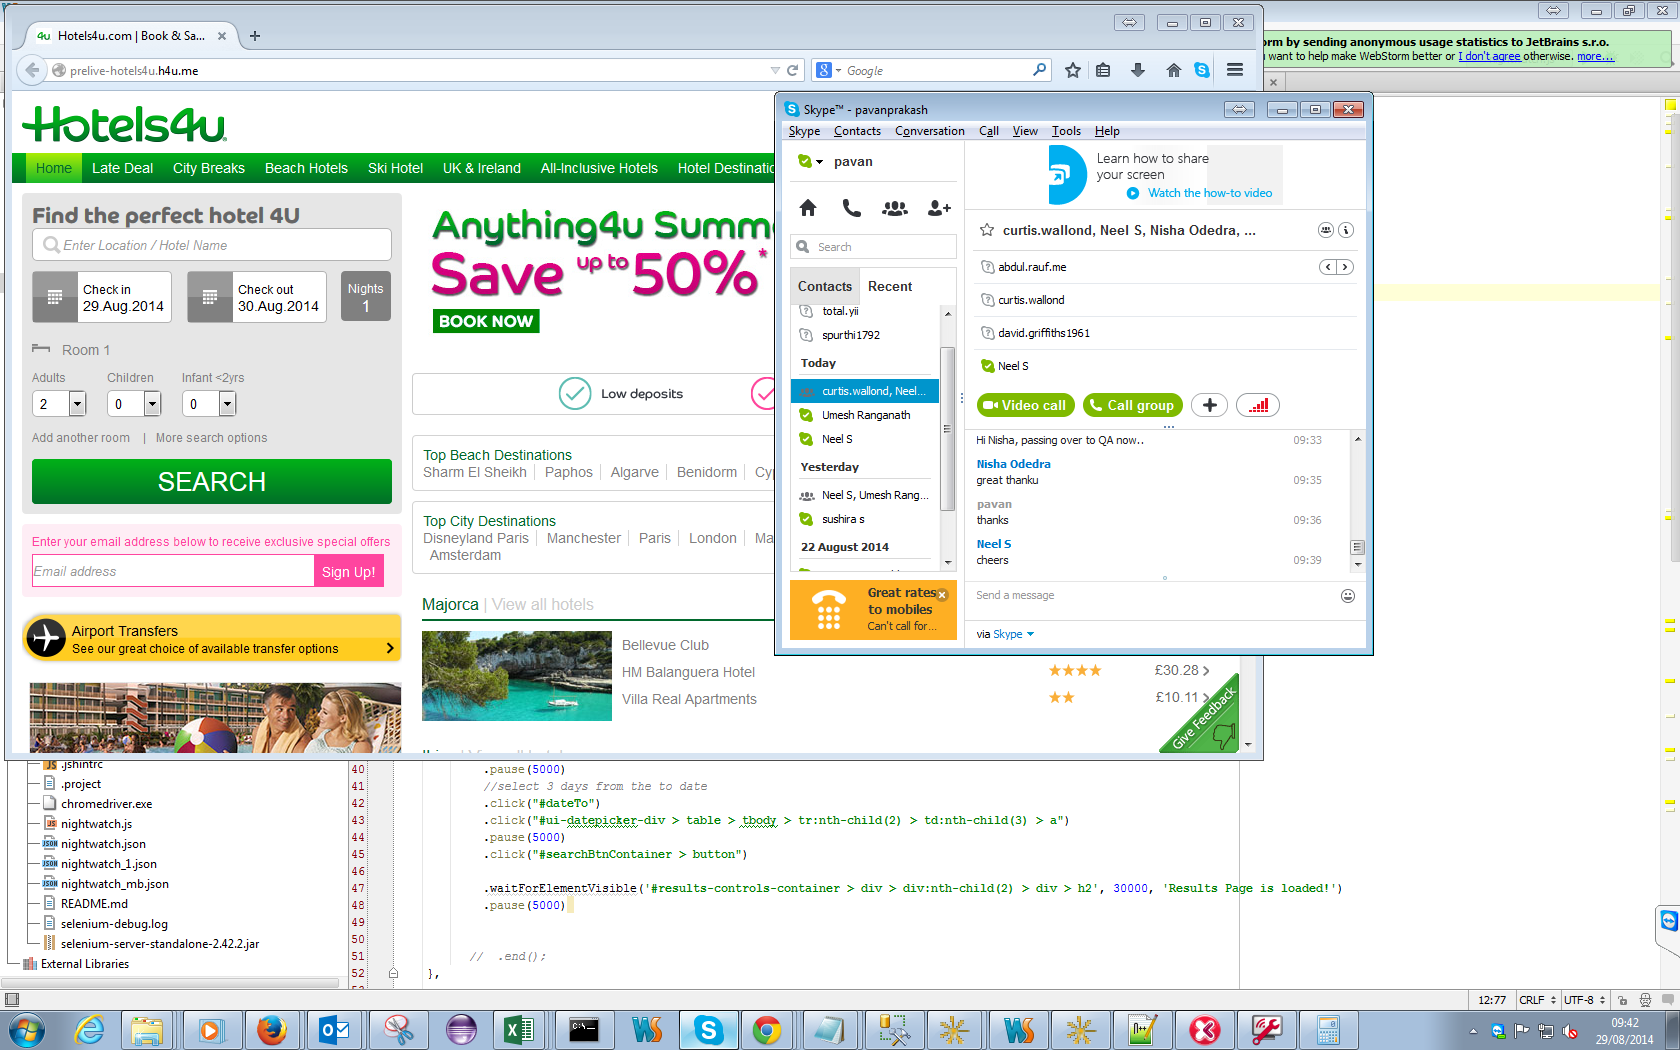 Hotels4u.com | Book & Sa...
prelive-hotels4u.h4u.me
Google
orm by sending anonymous usage statistics to JetBrains s.r.o.
want to help make WebStorm better or I don't agree otherwise. more...
Hotels4u
Home
Late Deal
City Breaks
Beach Hotels
Ski Hotel
UK & Ireland
All-Inclusive Hotels
Hotel Destinatio
Find the perfect hotel 4U
Enter Location / Hotel Name
Check in
29.Aug.2014
Check out
30.Aug.2014
Nights
1
Room 1
Adults
Children
Infant <2yrs
2
0
0
Add another room | More search options
SEARCH
Enter your email address below to receive exclusive special offers
Email address
Sign Up!
Airport Transfers
See our great choice of available transfer options
Anything4u Summe
Save up to 50%*
BOOK NOW
Low deposits
Top Beach Destinations
Sharm El Sheikh
Paphos
Algarve
Benidorm
Cyp
Top City Destinations
Disneyland Paris
Manchester
Paris
London
Ma
Amsterdam
Majorca | View all hotels
Bellevue Club
HM Balanguera Hotel
£30.28
Villa Real Apartments
£10.11
Give Feedback
Skype™ - pavanprakash
Skype Contacts Conversation Call View Tools Help
pavan
Search
Contacts
Recent
total.yii
spurthi1792
Today
curtis.wallond, Neel...
Umesh Ranganath
Neel S
Yesterday
Neel S, Umesh Rang...
sushira s
22 August 2014
Great rates
to mobiles
Can't call for...
Learn how to share
your screen
Watch the how-to video
curtis.wallond, Neel S, Nisha Odedra, ...
abdul.rauf.me
curtis.wallond
david.griffiths1961
Neel S
Video call
Call group
Hi Nisha, passing over to QA now.. 09:33
Nisha Odedra
great thanku 09:35
pavan
thanks 09:36
Neel S
cheers 09:39
Send a message
via Skype
.jshintrc
.project
chromedriver.exe
nightwatch.js
nightwatch.json
nightwatch_1.json
nightwatch_mb.json
README.md
selenium-debug.log
selenium-server-standalone-2.42.2.jar
External Libraries
40 .pause(5000)
41 //select 3 days from the to date
42 .click("#dateTo")
43 .click("#ui-datepicker-div > table > tbody > tr:nth-child(2) > td:nth-child(3) > a")
44 .pause(5000)
45 .click("#searchBtnContainer > button")
46
47 .waitForElementVisible('#results-controls-container > div > div:nth-child(2) > div > h2', 30000, 'Results Page is loaded!')
48 .pause(5000)
49
50
51 // .end();
52 },
12:77 CRLF UTF-8
09:42
29/08/2014